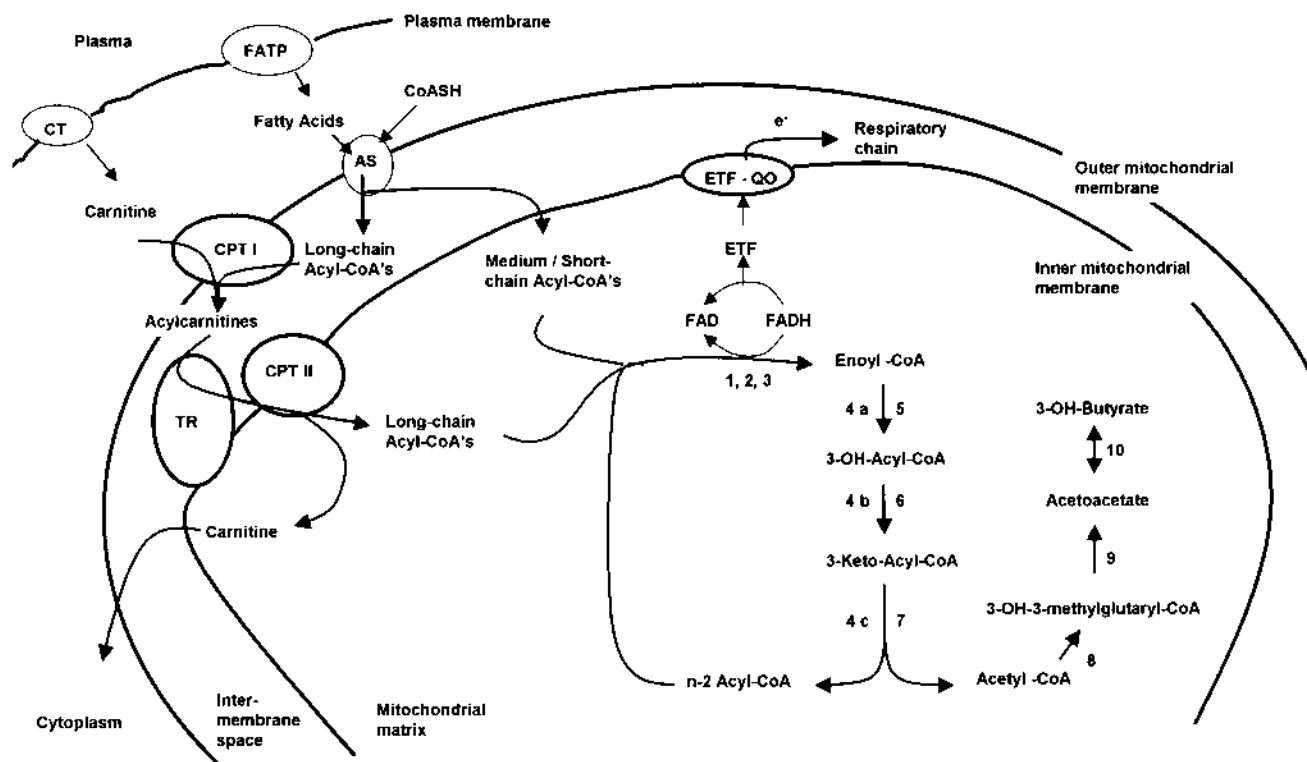 Plasma
Plasma membrane
FATP
CT
CoASH
Fatty Acids
AS
e-
Respiratory
chain
ETF - QO
Outer mitochondrial
membrane
Carnitine
CPT I
Long-chain
Acyl-CoA's
Medium / Short-
chain Acyl-CoA's
ETF
Inner mitochondrial
membrane
Acylcarnitines
FAD
FADH
CPT II
1, 2, 3
Enoyl -CoA
TR
Long-chain
Acyl-CoA's
4 a
5
3-OH-Butyrate
10
3-OH-Acyl-CoA
4 b
6
Acetoacetate
Carnitine
3-Keto-Acyl-CoA
9
4 c
7
3-OH-3-methylglutaryl-CoA
8
n-2 Acyl-CoA
Acetyl -CoA
Cytoplasm
Inter-
membrane
space
Mitochondrial
matrix